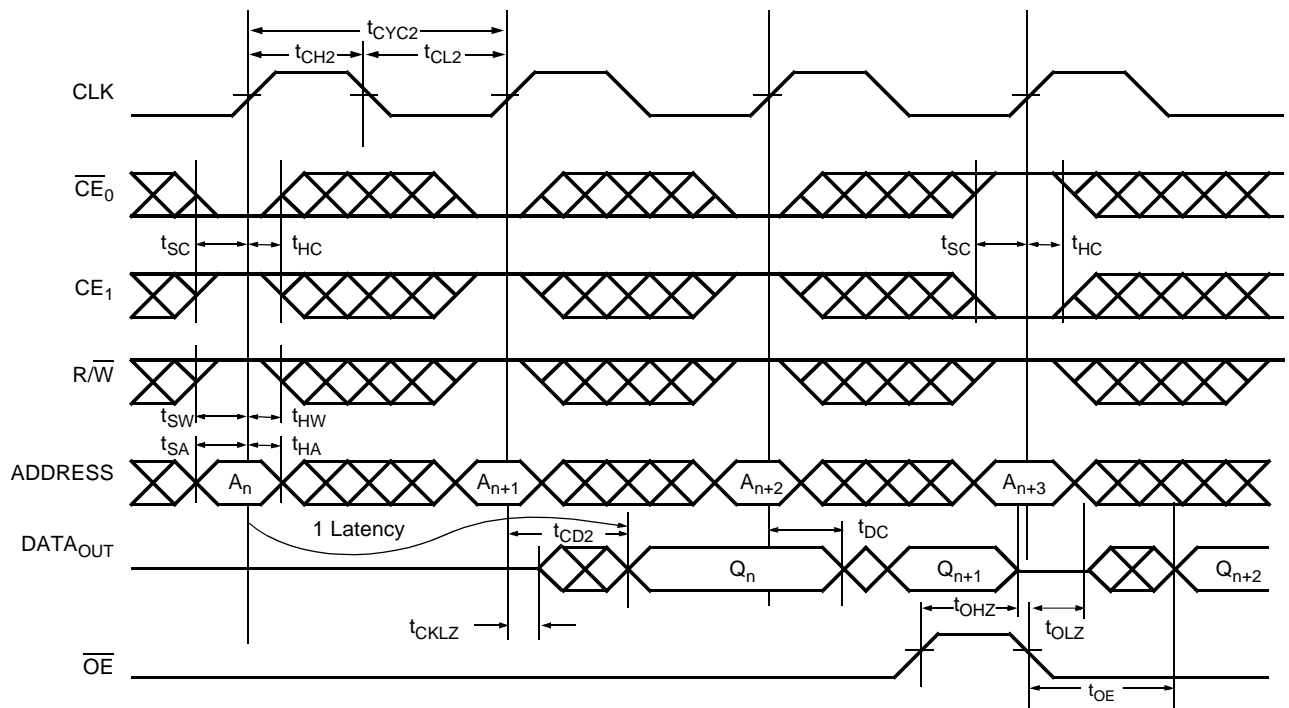 tCYC2
tCH2
tCL2
CLK
CE0
tSC
tHC
tSC
tHC
CE1
R/W
tSW
tHW
tSA
tHA
ADDRESS
An
An+1
An+2
An+3
1 Latency
tCD2
tDC
DATAOUT
Qn
Qn+1
Qn+2
tOHZ
tCKLZ
tOLZ
OE
tOE